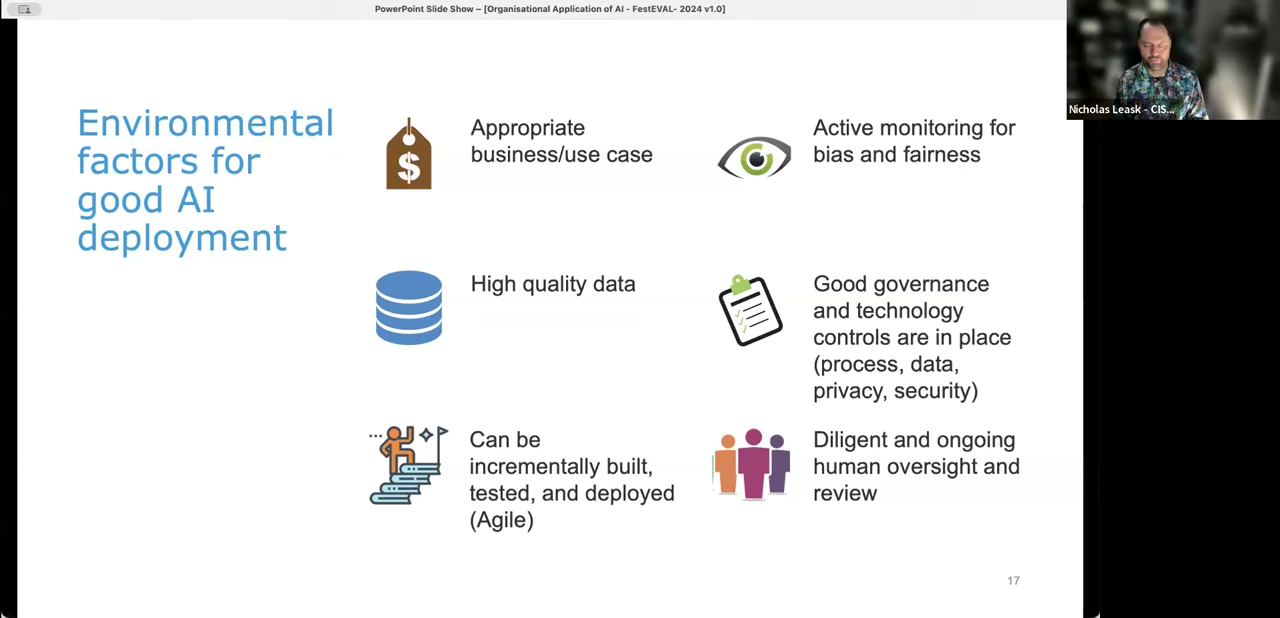 PowerPoint Slide Show – [Organisational Application of AI - FestEVAL- 2024 v1.0]
Nicholas Leask - CIS...
Environmental
factors for
good AI
deployment
$
Appropriate
business/use case
Active monitoring for
bias and fairness
High quality data
Good governance
and technology
controls are in place
(process, data,
privacy, security)
Can be
incrementally built,
tested, and deployed
(Agile)
Diligent and ongoing
human oversight and
review
17